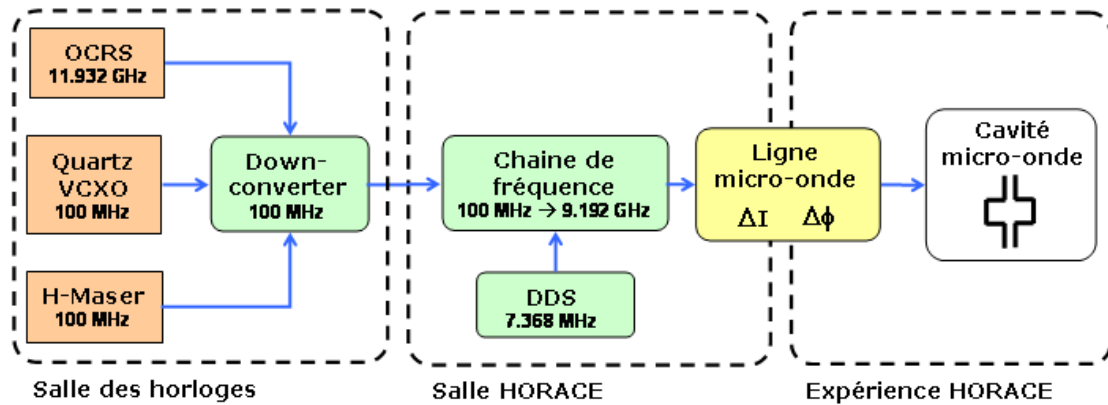 OCRS
11.932 GHz
Quartz
VCXO
100 MHz
H-Maser
100 MHz
Down-
converter
100 MHz
Salle des horloges
Chaine de
fréquence
100 MHz → 9.192 GHz
DDS
7.368 MHz
Salle HORACE
Ligne
micro-onde
ΔI Δϕ
Cavité
micro-onde
Expérience HORACE